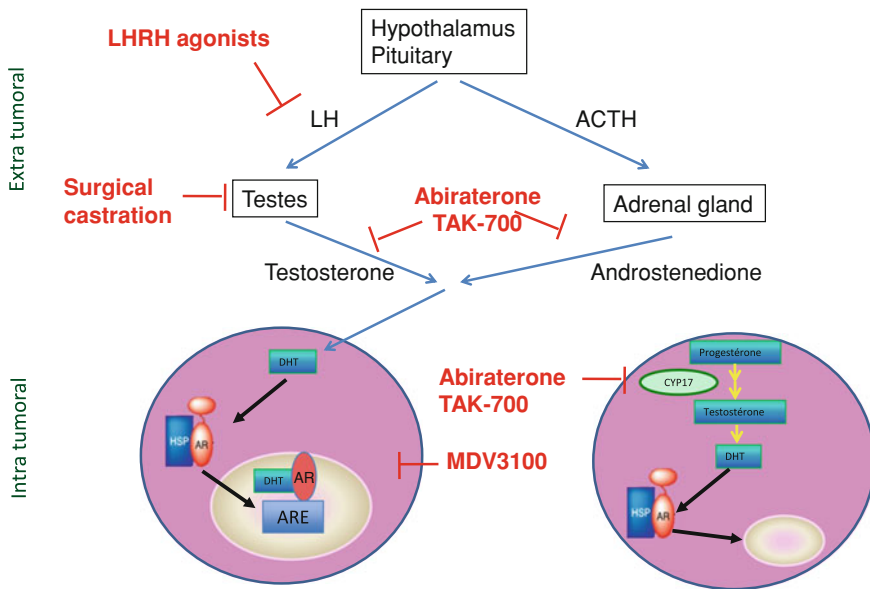 Extra tumoral
Intra tumoral
LHRH agonists
Hypothalamus
Pituitary
LH
ACTH
Surgical
castration
Testes
Abiraterone
TAK-700
Adrenal gland
Testosterone
Androstenedione
DHT
HSP
AR
DHT
AR
ARE
Abiraterone
TAK-700
MDV3100
Progestérone
CYP17
Testostérone
DHT
HSP
AR